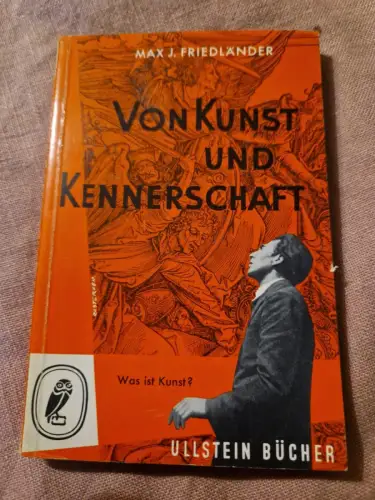 MAX J. FRIEDLÄNDER
VON KUNST
UND
KENNERSCHAFT
Was ist Kunst?
ULLSTEIN BÜCHER